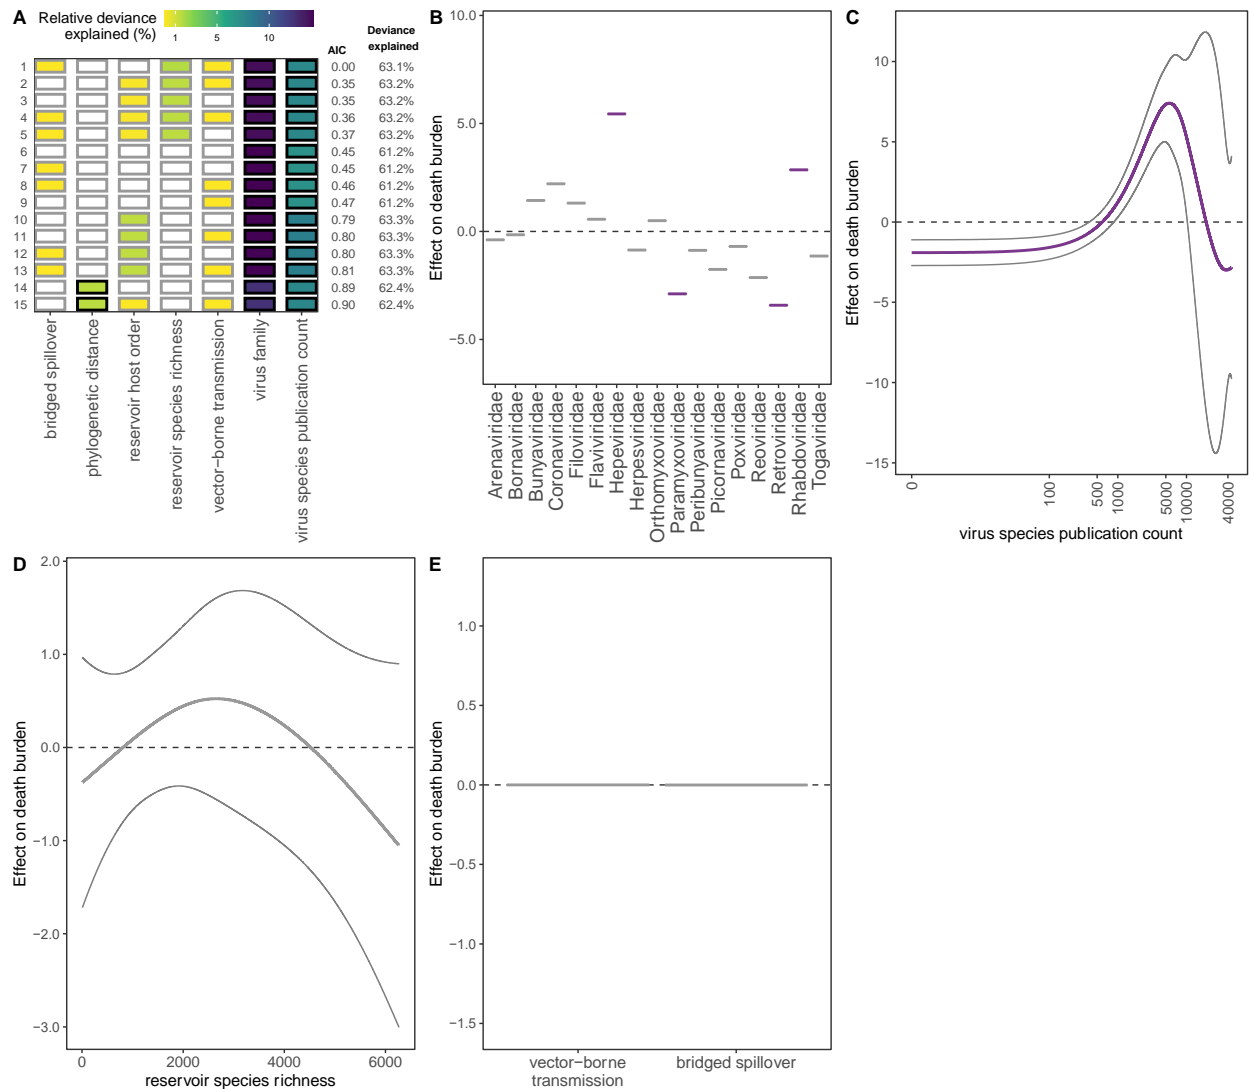 A
Relative deviance
explained (%)
1 5 10
AIC
Deviance
explained
1 0.00 63.1%
2 0.35 63.2%
3 0.35 63.2%
4 0.36 63.2%
5 0.37 63.2%
6 0.45 61.2%
7 0.45 61.2%
8 0.46 61.2%
9 0.47 61.2%
10 0.79 63.3%
11 0.80 63.3%
12 0.80 63.3%
13 0.81 63.3%
14 0.89 62.4%
15 0.90 62.4%
bridged spillover
phylogenetic distance
reservoir host order
reservoir species richness
vector−borne transmission
virus family
virus species publication count
B
Effect on death burden
10.0
5.0
0.0
−5.0
Arenaviridae
Bornaviridae
Bunyaviridae
Coronaviridae
Filoviridae
Flaviviridae
Hepeviridae
Herpesviridae
Orthomyxoviridae
Paramyxoviridae
Peribunyaviridae
Picornaviridae
Poxviridae
Reoviridae
Retroviridae
Rhabdoviridae
Togaviridae
C
Effect on death burden
10
5
0
−5
−10
−15
0
100
500
1000
5000
10000
40000
virus species publication count
D
Effect on death burden
2.0
1.0
0.0
−1.0
−2.0
−3.0
0 2000 4000 6000
reservoir species richness
E
Effect on death burden
1.0
0.5
0.0
−0.5
−1.0
−1.5
vector−borne
transmission
bridged spillover